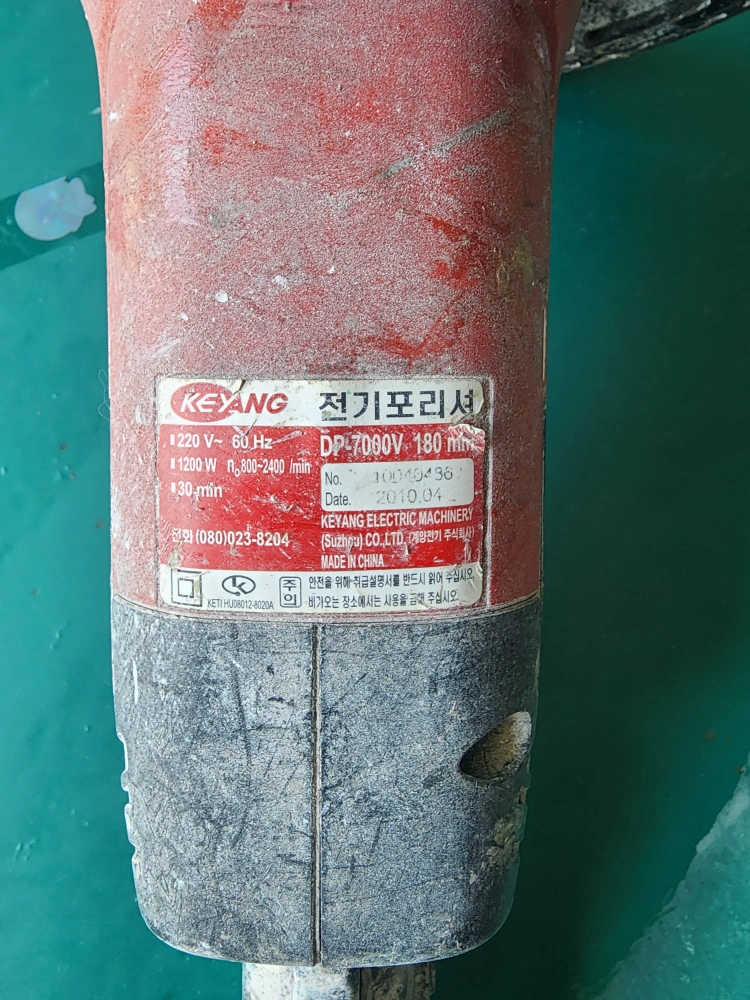 KEYANG 전기포리셔
220 V~ 60 Hz
1200 W n₀ 800~2400 /min
30 min
전화 (080)023-8204
DP-7000V 180 mm
No. 10040436
Date. 2010.04
KEYANG ELECTRIC MACHINERY
(Suzhou) CO.,LTD. (계양전기 주식회사)
MADE IN CHINA
KETI HU08012-8020A
주의
안전을 위해 취급설명서를 반드시 읽어 주십시오.
비가오는 장소에서는 사용을 금해 주십시오.